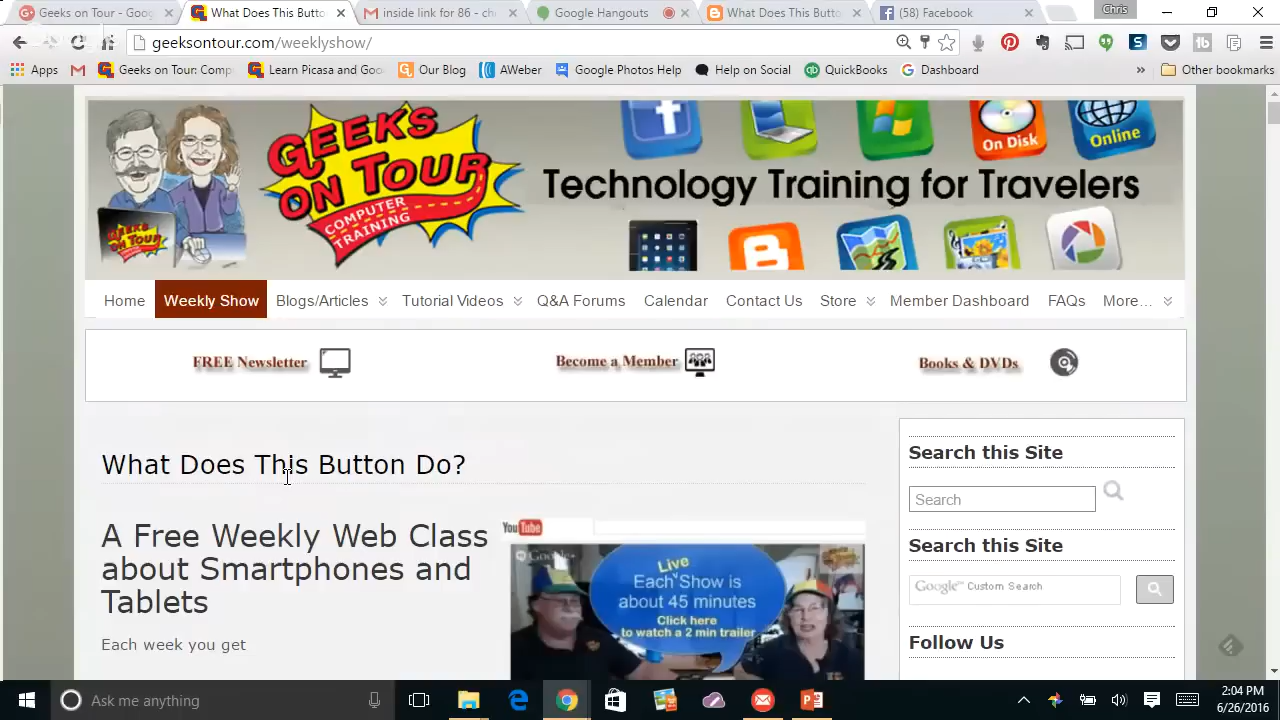 Geeks on Tour - Goog
What Does This Butto
inside link for 86 - ch
Google Hangouts
What Does This Butto
(58) Facebook
Chris
geeksontour.com/weeklyshow/
Apps
Geeks on Tour: Comp
Learn Picasa and Goo
Our Blog
AWeber
Google Photos Help
Help on Social
QuickBooks
Dashboard
»
Other bookmarks
GEEKS ON TOUR
COMPUTER TRAINING
Technology Training for Travelers
On Disk
Online
GEEKS ON TOUR
Home
Weekly Show
Blogs/Articles
Tutorial Videos
Q&A Forums
Calendar
Contact Us
Store
Member Dashboard
FAQs
More...
FREE Newsletter
Become a Member
Books & DVDs
What Does This Button Do?
A Free Weekly Web Class
about Smartphones and
Tablets
Each week you get
YouTube
Google+
Live
Each Show is
about 45 minutes
Click here
to watch a 2 min trailer
Search this Site
Search
Search this Site
Google™ Custom Search
Follow Us
Ask me anything
2:04 PM
6/26/2016